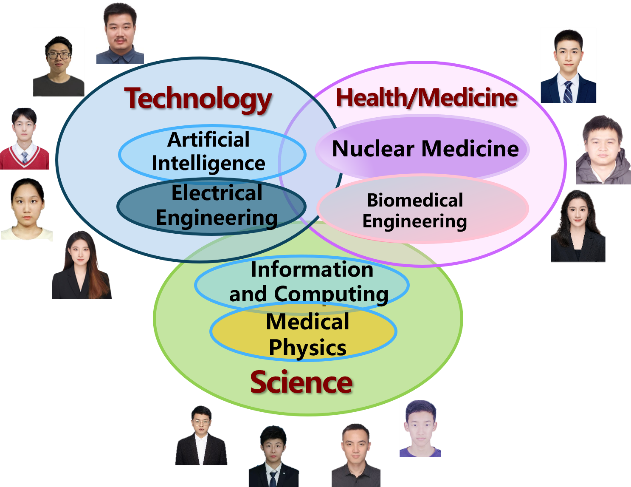 Technology
Health/Medicine
Artificial
Intelligence
Nuclear Medicine
Electrical
Engineering
Biomedical
Engineering
Information
and Computing
Medical
Physics
Science